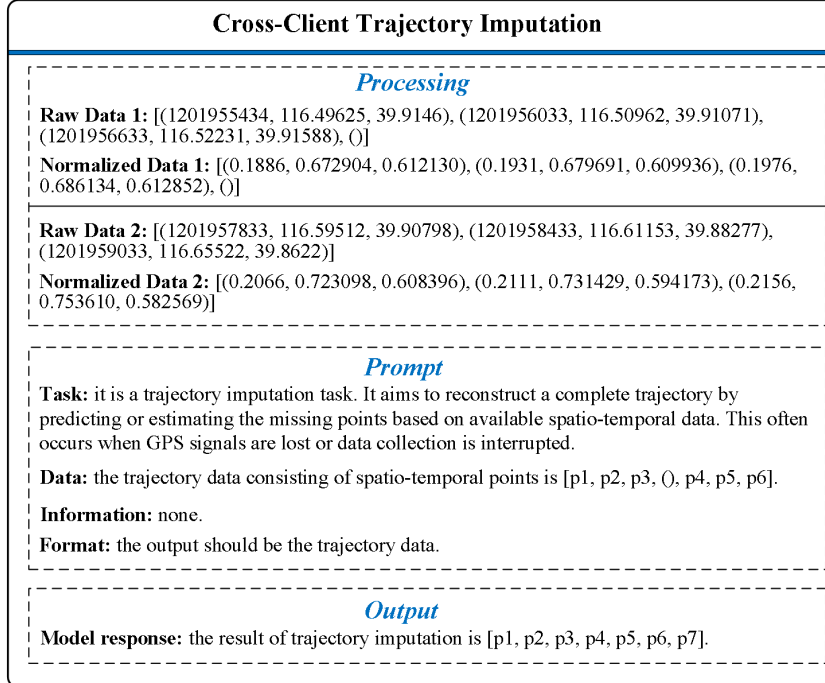 Cross-Client Trajectory Imputation
Processing
Raw Data 1: [(1201955434, 116.49625, 39.9146), (1201956033, 116.50962, 39.91071),
(1201956633, 116.52231, 39.91588), ()]
Normalized Data 1: [(0.1886, 0.672904, 0.612130), (0.1931, 0.679691, 0.609936), (0.1976,
0.686134, 0.612852), ()]
Raw Data 2: [(1201957833, 116.59512, 39.90798), (1201958433, 116.61153, 39.88277),
(1201959033, 116.65522, 39.8622)]
Normalized Data 2: [(0.2066, 0.723098, 0.608396), (0.2111, 0.731429, 0.594173), (0.2156,
0.753610, 0.582569)]
Prompt
Task: it is a trajectory imputation task. It aims to reconstruct a complete trajectory by
predicting or estimating the missing points based on available spatio-temporal data. This often
occurs when GPS signals are lost or data collection is interrupted.
Data: the trajectory data consisting of spatio-temporal points is [p1, p2, p3, (), p4, p5, p6].
Information: none.
Format: the output should be the trajectory data.
Output
Model response: the result of trajectory imputation is [p1, p2, p3, p4, p5, p6, p7].